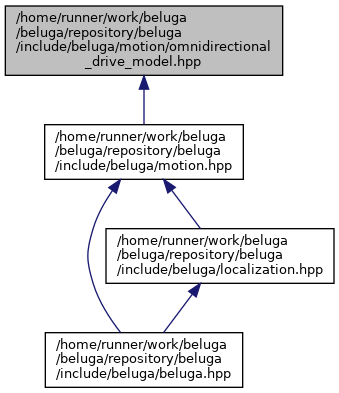 /home/runner/work/beluga
/beluga/repository/beluga
/include/beluga/motion/omnidirectional
_drive_model.hpp
/home/runner/work/beluga
/beluga/repository/beluga
/include/beluga/motion.hpp
/home/runner/work/beluga
/beluga/repository/beluga
/include/beluga/localization.hpp
/home/runner/work/beluga
/beluga/repository/beluga
/include/beluga/beluga.hpp